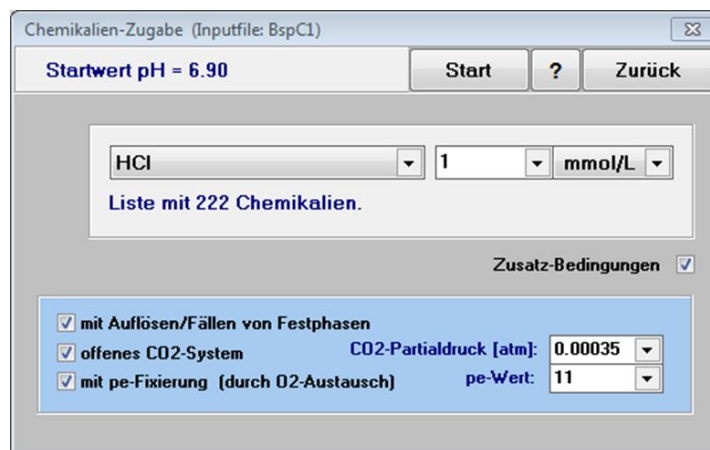 Chemikalien-Zugabe (Inputfile: BspC1)
Startwert pH = 6.90 Start ? Zurück
HCl 1 mmol/L
Liste mit 222 Chemikalien.
Zusatz-Bedingungen
mit Auflösen/Fällen von Festphasen
offenes CO2-System CO2-Partialdruck [atm]: 0.00035
mit pe-Fixierung (durch O2-Austausch) pe-Wert: 11